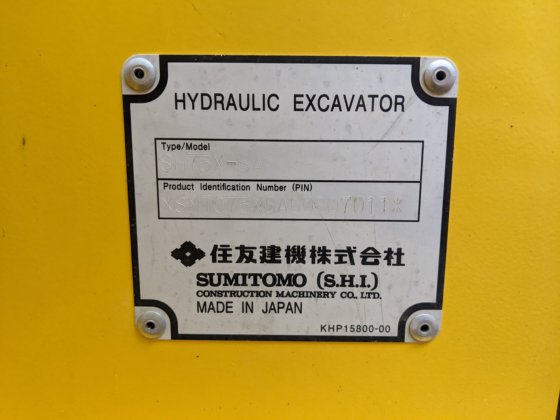 HYDRAULIC EXCAVATOR
Type/Model
Product Identification Number (PIN)
住友建機株式会社
SUMITOMO (S.H.I.)
CONSTRUCTION MACHINERY CO., LTD.
MADE IN JAPAN
KHP15800-00